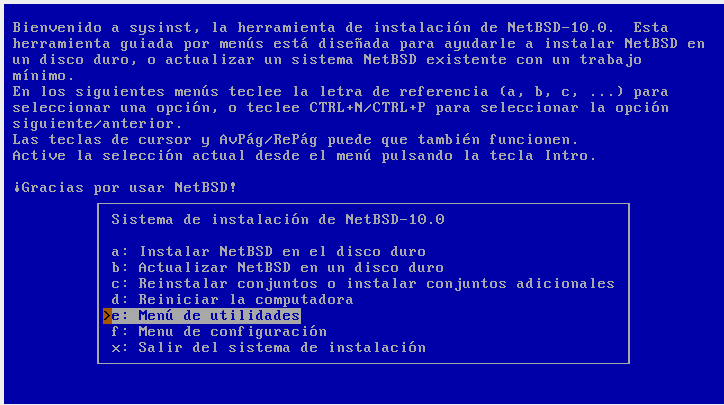 Bienvenido a sysinst, la herramienta de instalación de NetBSD-10.0.  Esta
herramienta guiada por menús está diseñada para ayudarle a instalar NetBSD en
un disco duro, o actualizar un sistema NetBSD existente con un trabajo
mínimo.
En los siguientes menús teclee la letra de referencia (a, b, c, ...) para
seleccionar una opción, o teclee CTRL+N/CTRL+P para seleccionar la opción
siguiente/anterior.
Las teclas de cursor y AvPág/RePág puede que también funcionen.
Active la selección actual desde el menú pulsando la tecla Intro.
¡Gracias por usar NetBSD!
Sistema de instalación de NetBSD-10.0
a: Instalar NetBSD en el disco duro
b: Actualizar NetBSD en un disco duro
c: Reinstalar conjuntos o instalar conjuntos adicionales
d: Reiniciar la computadora
>e: Menú de utilidades
f: Menu de configuración
x: Salir del sistema de instalación